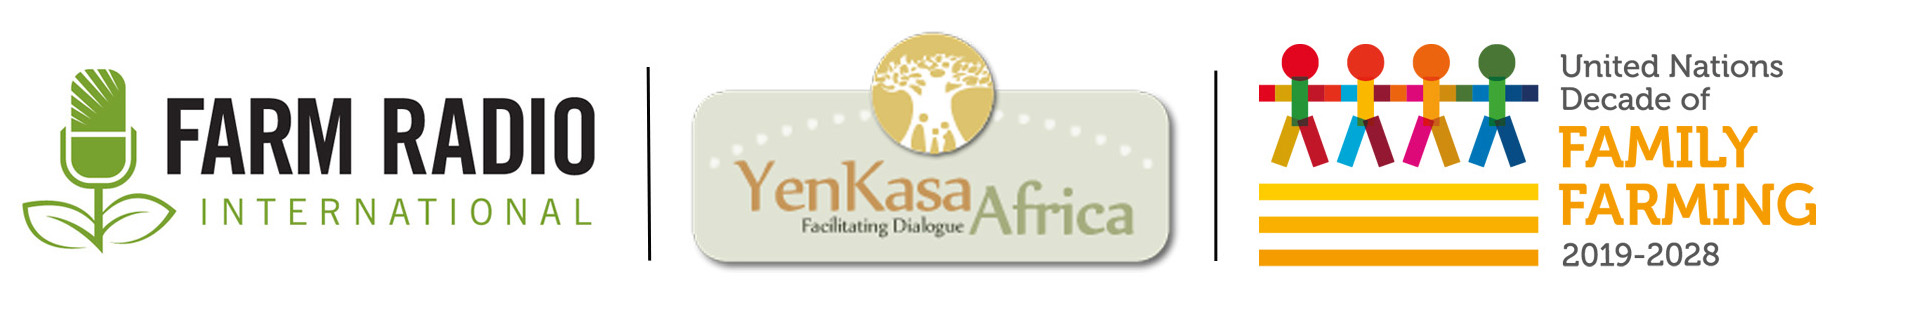 FARM RADIO
INTERNATIONAL
YenKasa
Africa
Facilitating Dialogue
United Nations
Decade of
FAMILY
FARMING
2019-2028